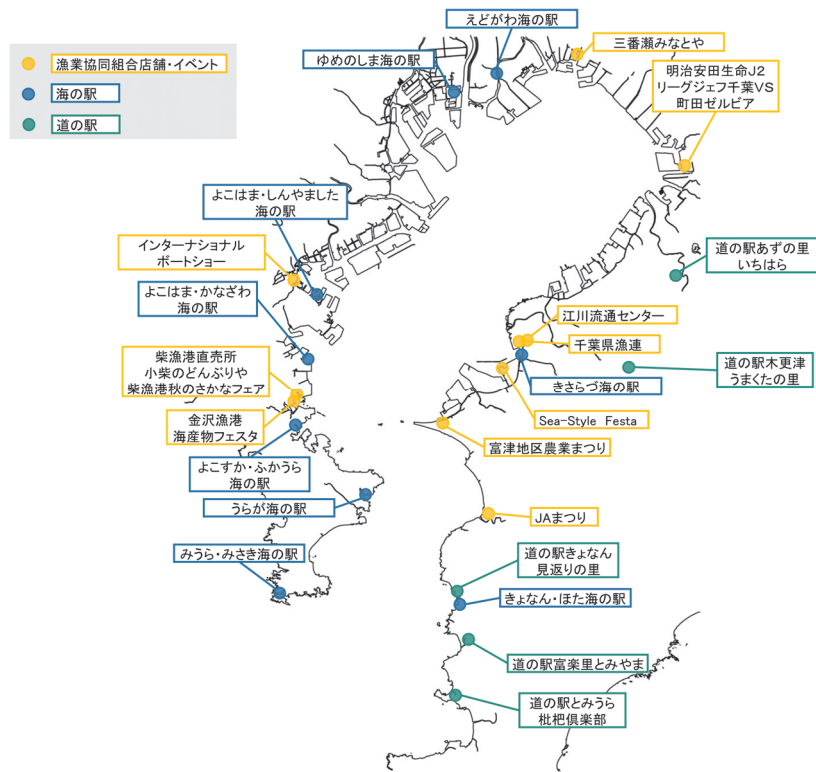 漁業協同組合店舗・イベント
海の駅
道の駅
えどがわ海の駅
三番瀬みなとや
ゆめのしま海の駅
明治安田生命J2
リーグジェフ千葉VS
町田ゼルビア
よこはま・しんやました
海の駅
インターナショナル
ボートショー
道の駅あずの里
いちはら
よこはま・かなざわ
海の駅
江川流通センター
千葉県漁連
柴漁港直売所
小柴のどんぶりや
柴漁港秋のさかなフェア
きさらづ海の駅
道の駅木更津
うまくたの里
金沢漁港
海産物フェスタ
Sea-Style Festa
富津地区農業まつり
よこすか・ふかうら
海の駅
うらが海の駅
JAまつり
みうら・みさき海の駅
道の駅きょなん
見返りの里
きょなん・ほた海の駅
道の駅富楽里とみやま
道の駅とみうら
枇杷倶楽部